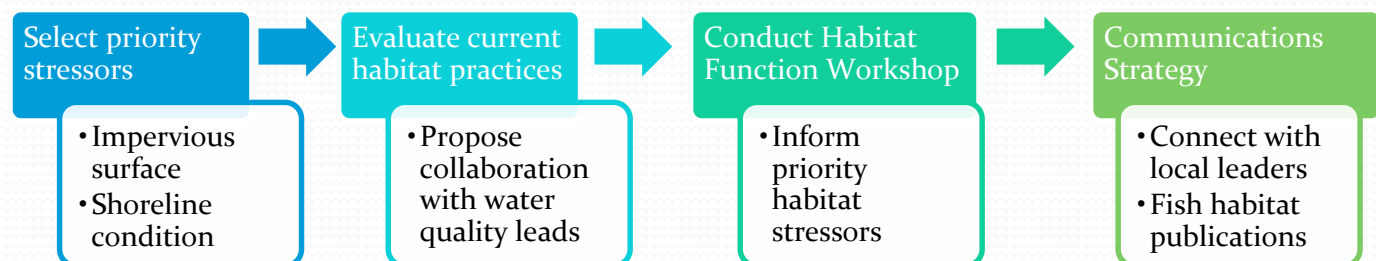 Select priority
stressors
• Impervious
surface
• Shoreline
condition
Evaluate current
habitat practices
• Propose
collaboration
with water
quality leads
Conduct Habitat
Function Workshop
• Inform
priority
habitat
stressors
Communications
Strategy
• Connect with
local leaders
• Fish habitat
publications